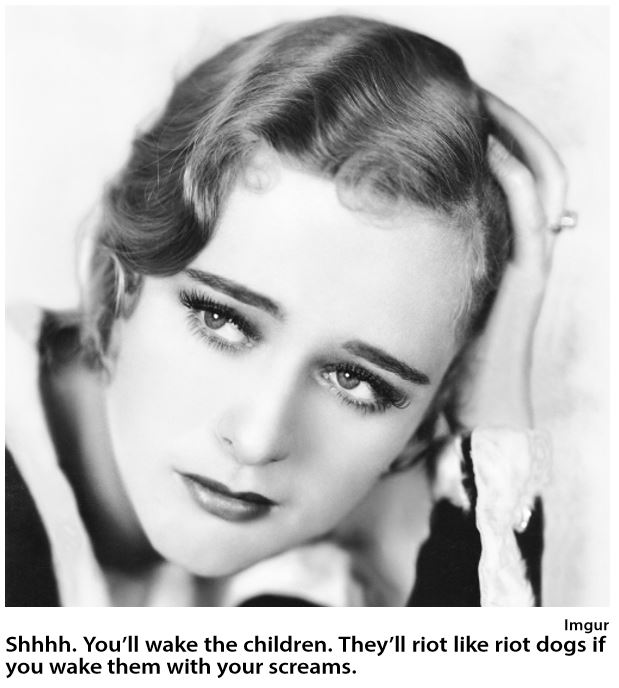 Imgur
Shhhh. You’ll wake the children. They’ll riot like riot dogs if
you wake them with your screams.